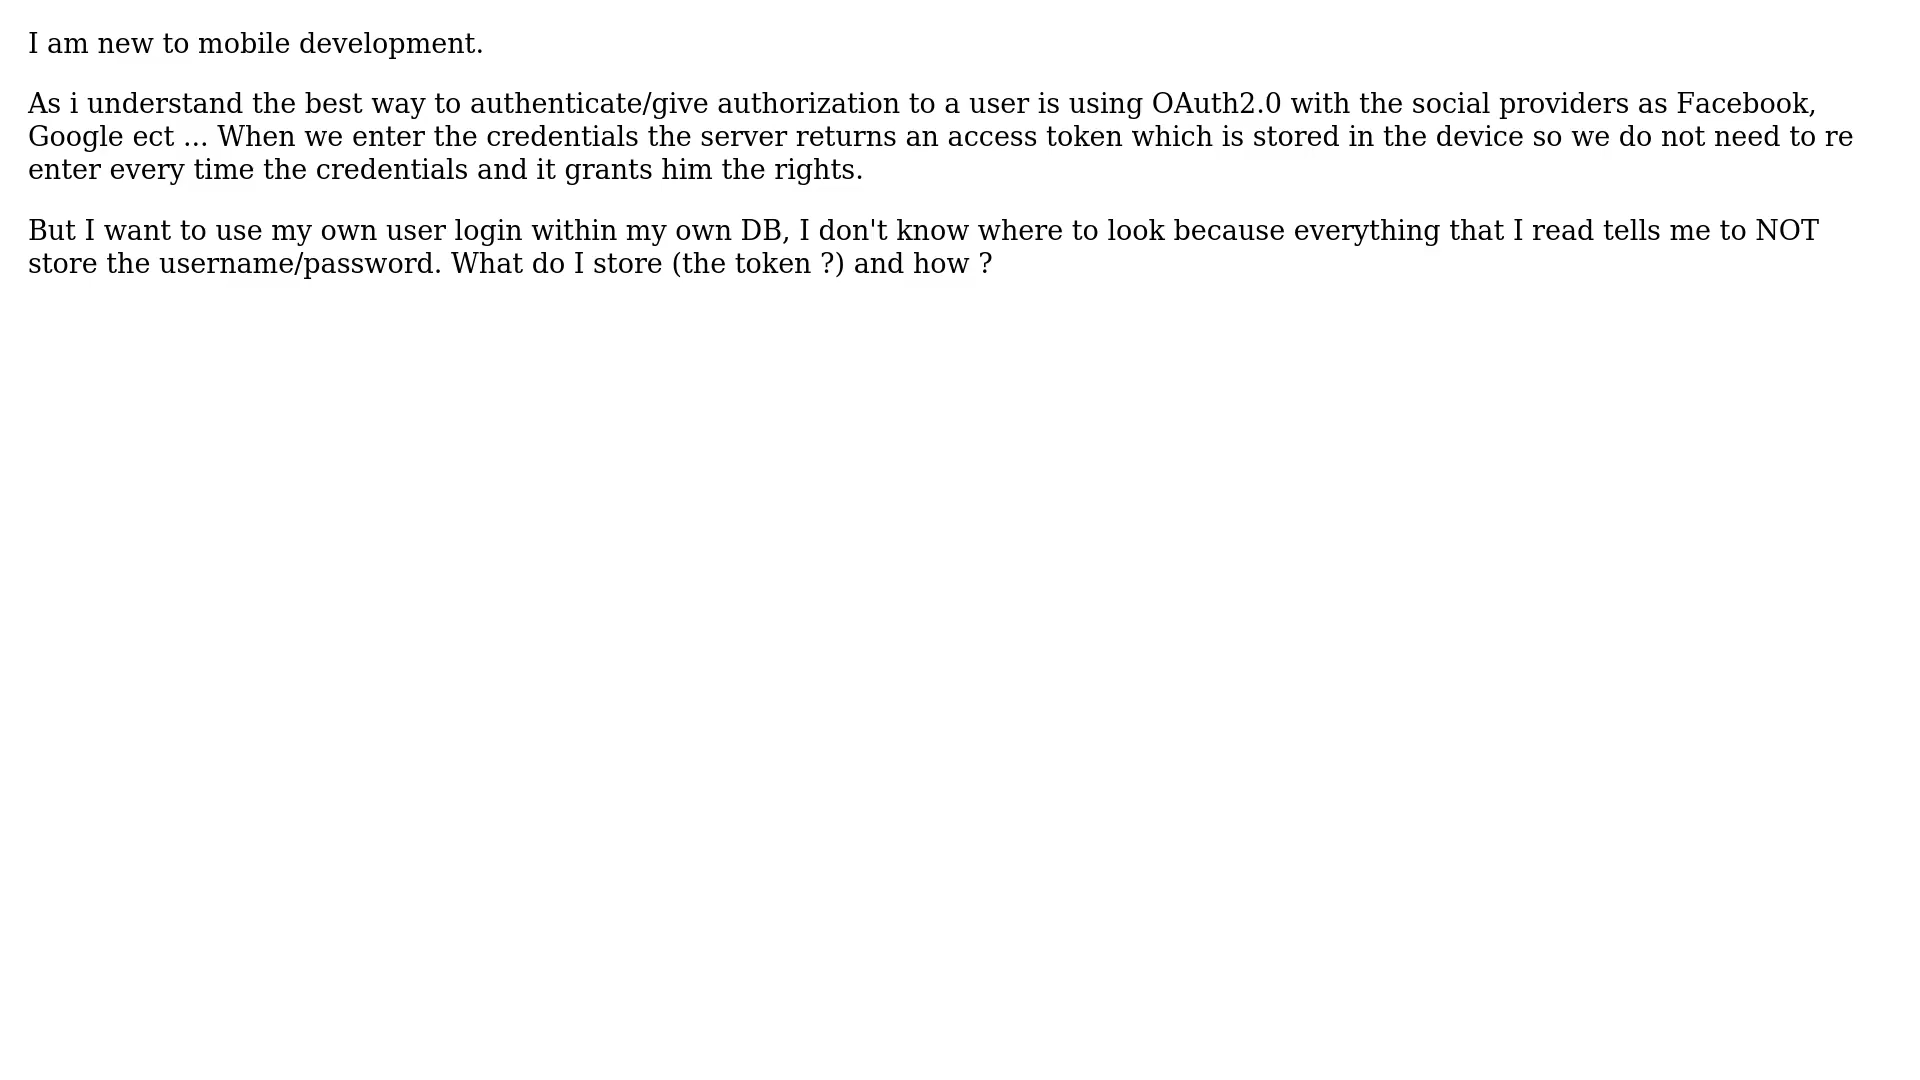 I am new to mobile development.
As i understand the best way to authenticate/give authorization to a user is using OAuth2.0 with the social providers as Facebook,
Google ect ... When we enter the credentials the server returns an access token which is stored in the device so we do not need to re
enter every time the credentials and it grants him the rights.
But I want to use my own user login within my own DB, I don't know where to look because everything that I read tells me to NOT
store the username/password. What do I store (the token ?) and how ?